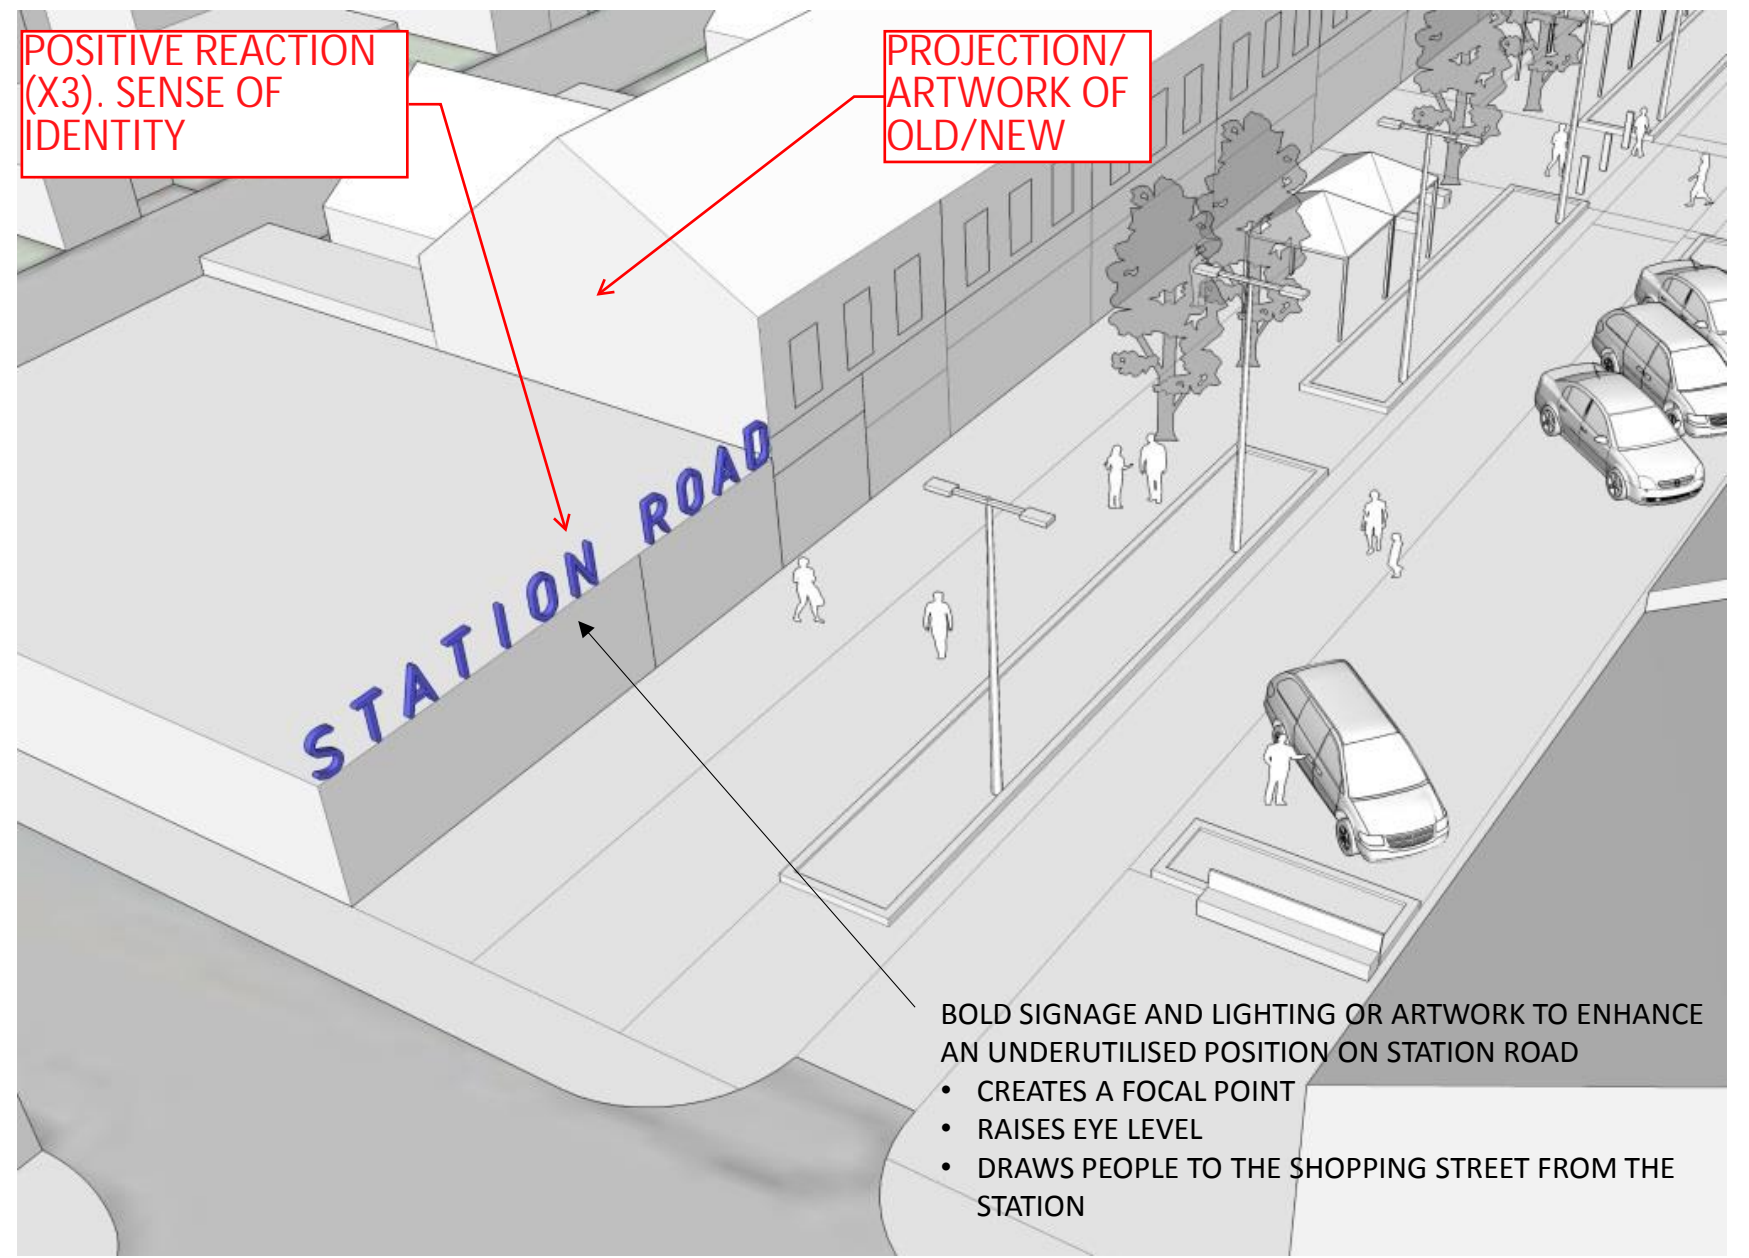 POSITIVE REACTION
(X3). SENSE OF
IDENTITY
PROJECTION/
ARTWORK OF
OLD/NEW
STATION ROAD
BOLD SIGNAGE AND LIGHTING OR ARTWORK TO ENHANCE
AN UNDERUTILISED POSITION ON STATION ROAD
• CREATES A FOCAL POINT
• RAISES EYE LEVEL
• DRAWS PEOPLE TO THE SHOPPING STREET FROM THE
STATION